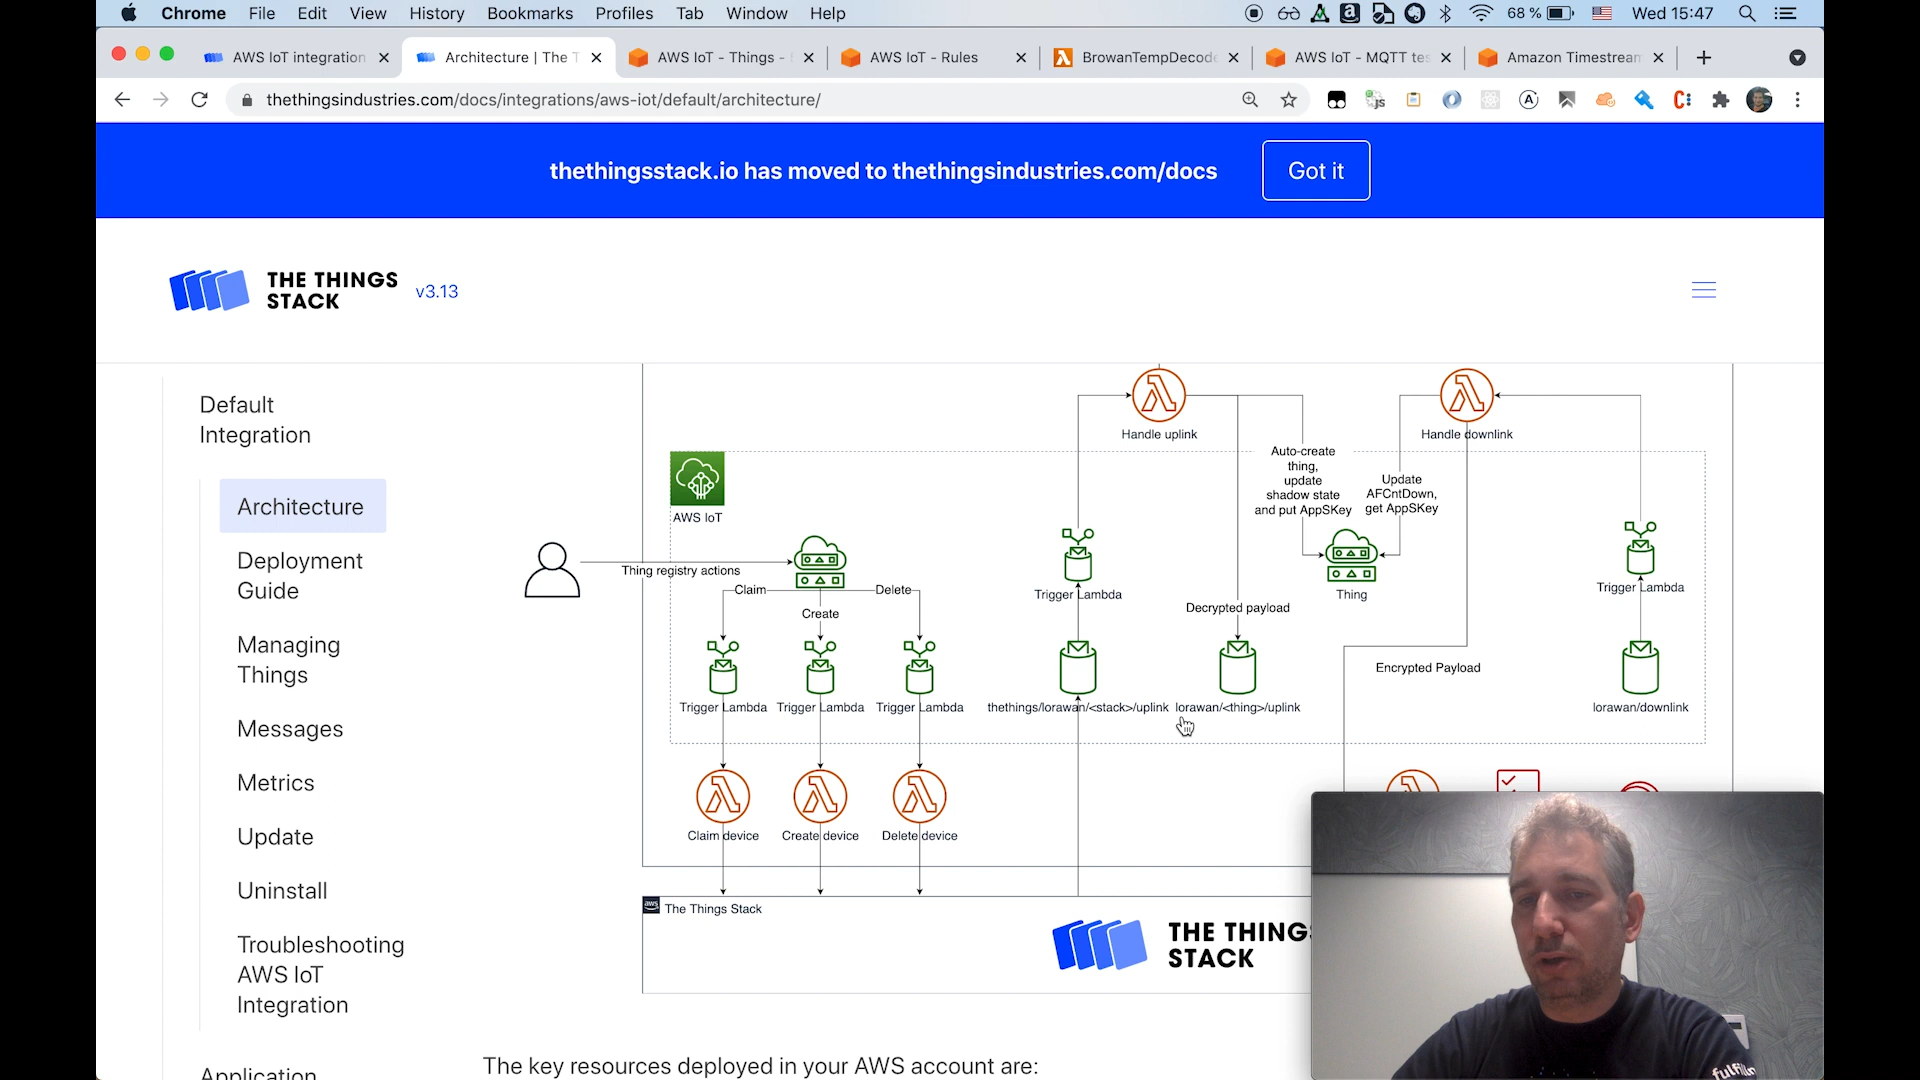 Chrome File Edit View History Bookmarks Profiles Tab Window Help 68 % Wed 15:47
AWS IoT integration Architecture | The T AWS IoT - Things - AWS IoT - Rules BrowanTempDecod AWS IoT - MQTT tes Amazon Timestream
thethingsindustries.com/docs/integrations/aws-iot/default/architecture/
thethingsstack.io has moved to thethingsindustries.com/docs Got it
THE THINGS
STACK
v3.13
Default
Integration
Architecture
Deployment
Guide
Managing
Things
Messages
Metrics
Update
Uninstall
Troubleshooting
AWS IoT
Integration
Application
Handle uplink
Handle downlink
Auto-create
thing,
update
shadow state
and put AppSKey
Update
AFCntDown,
get AppSKey
AWS IoT
Thing registry actions
Claim
Create
Delete
Trigger Lambda
Thing
Trigger Lambda
Decrypted payload
Encrypted Payload
Trigger Lambda Trigger Lambda Trigger Lambda
thethings/lorawan/<stack>/uplink lorawan/<thing>/uplink
lorawan/downlink
Claim device Create device Delete device
aws The Things Stack
THE THINGS
STACK
The key resources deployed in your AWS account are: